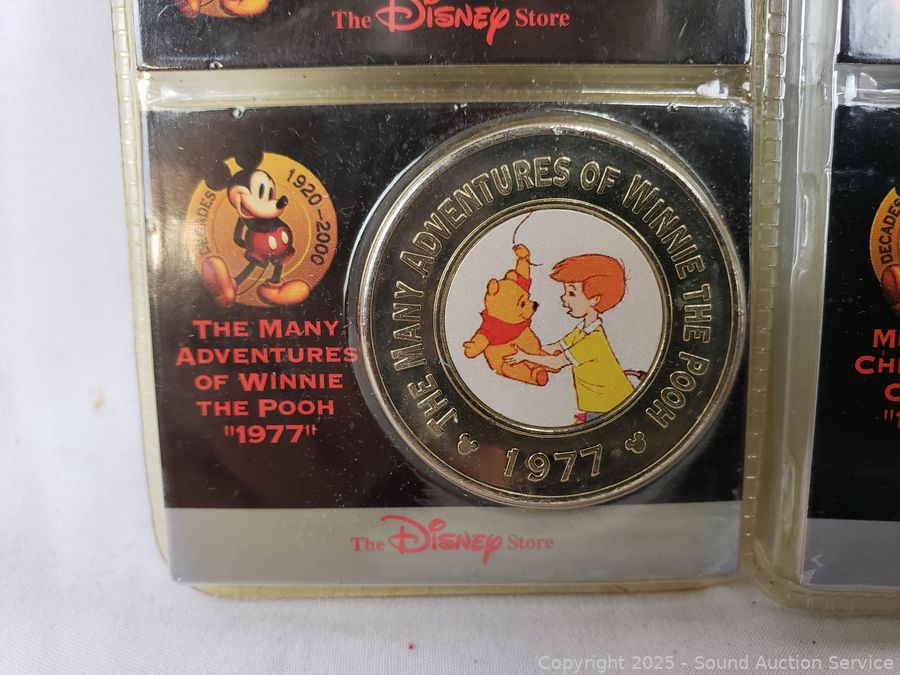 The Disney Store
DECADES
1920-2000
THE MANY
ADVENTURES
OF WINNIE
THE POOH
"1977"
THE MANY ADVENTURES OF WINNIE THE POOH
1977
The Disney Store
DECADES
Copyright 2025 - Sound Auction Service